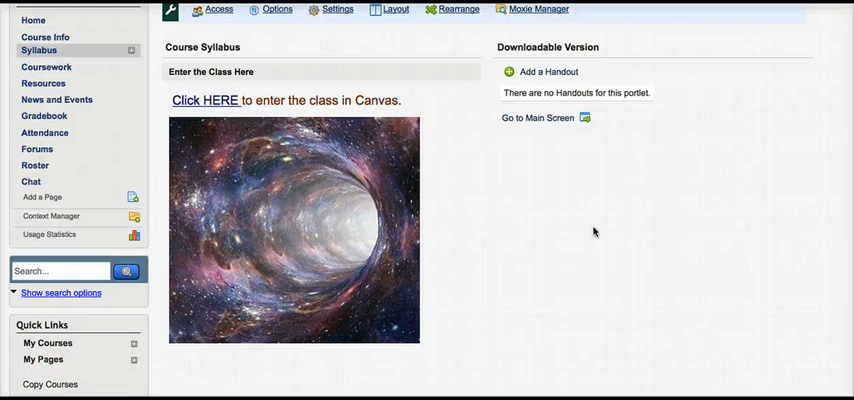 Access Options Settings Layout Rearrange Moxie Manager
Home
Course Info
Syllabus
Coursework
Resources
News and Events
Gradebook
Attendance
Forums
Roster
Chat
Add a Page
Context Manager
Usage Statistics
Search...
Show search options
Quick Links
My Courses
My Pages
Copy Courses
Course Syllabus
Enter the Class Here
Click HERE to enter the class in Canvas.
Downloadable Version
Add a Handout
There are no Handouts for this portlet.
Go to Main Screen